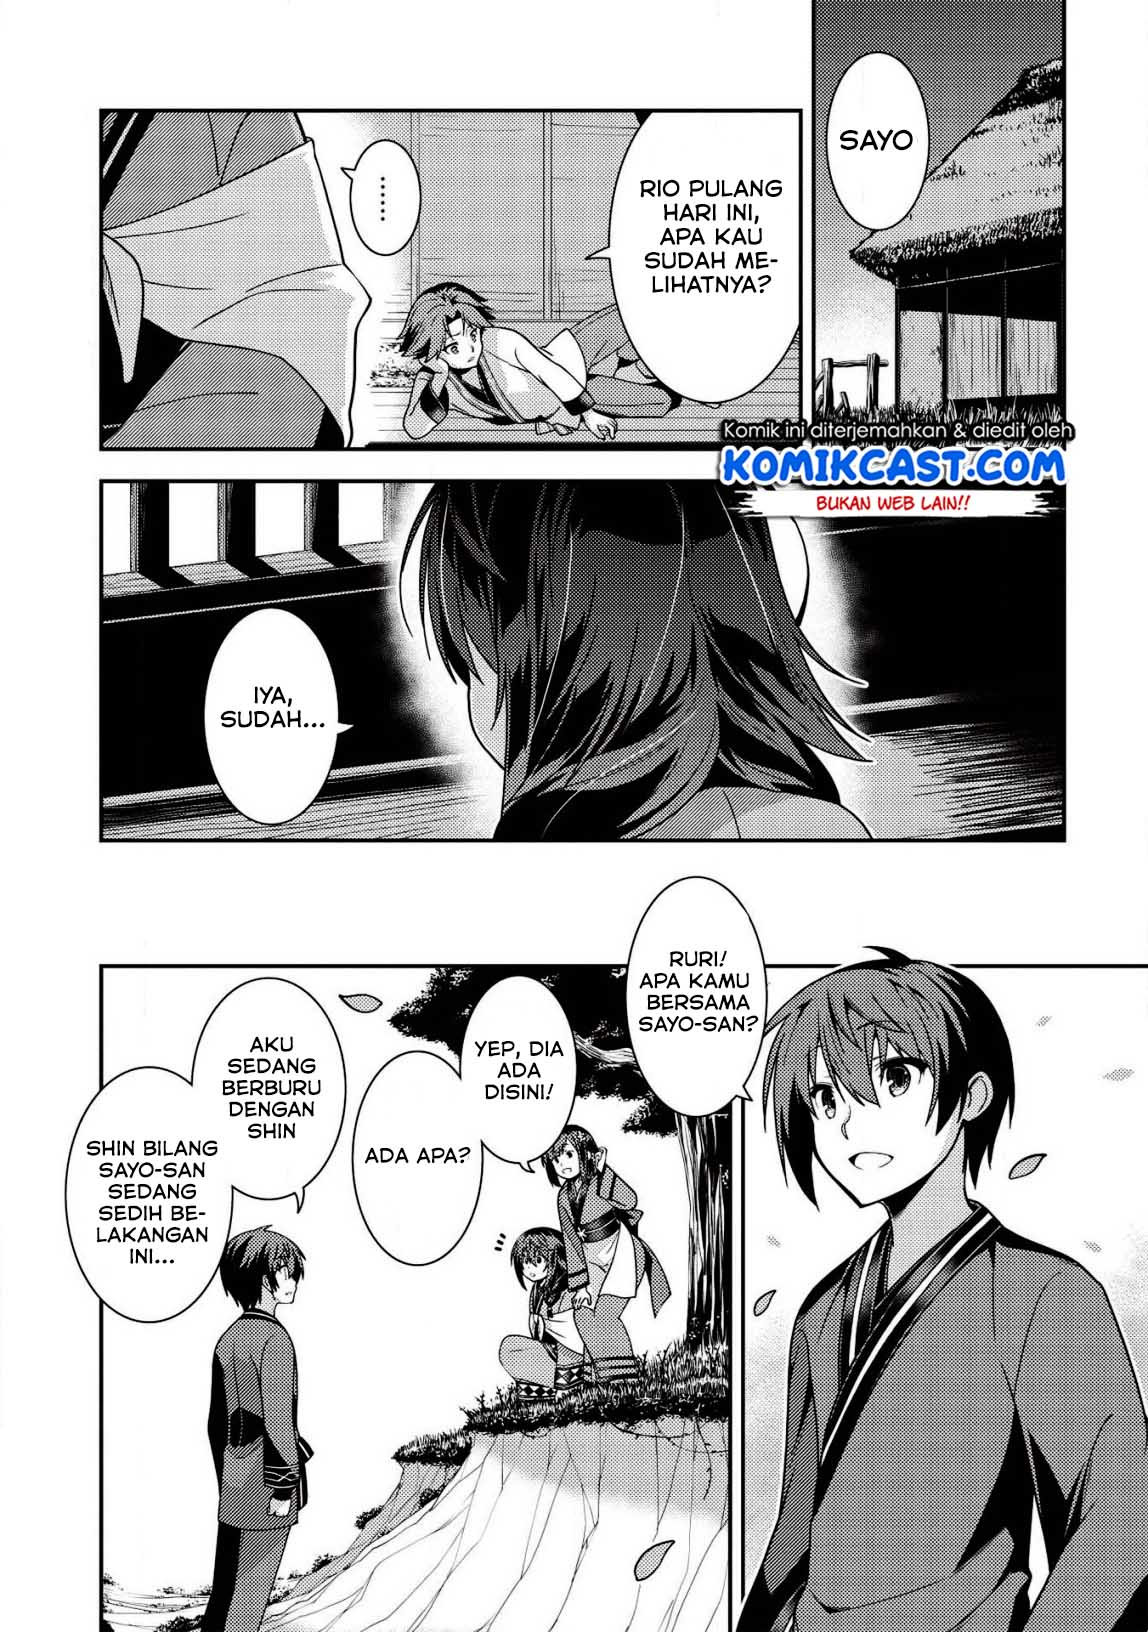 SAYO
RIO PULANG
HARI INI,
APA KAU
SUDAH ME-
LIHATNYA?
......
Komik ini diterjemahkan & diedit oleh
KOMIKCAST.COM
BUKAN WEB LAIN!!
IYA,
SUDAH...
RURI!
APA KAMU
BERSAMA
SAYO-SAN?
YEP, DIA
ADA
DISINI!
ADA APA?
AKU
SEDANG
BERBURU
DENGAN
SHIN
SHIN BILANG
SAYO-SAN
SEDANG
SEDIH BE-
LAKANGAN
INI...